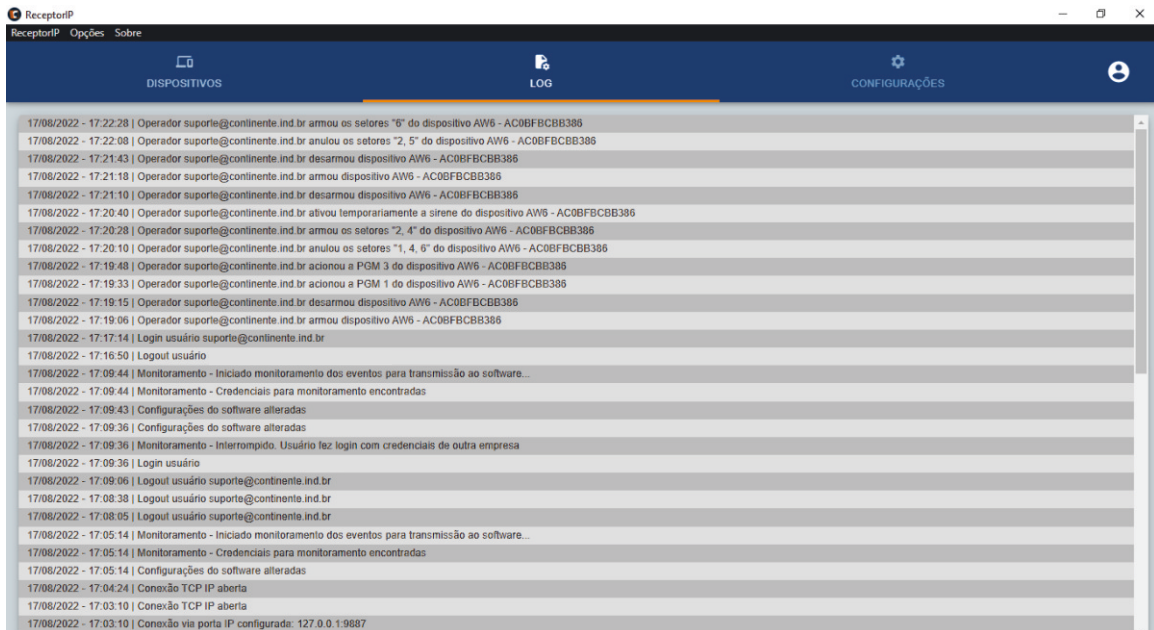 ReceptorIP
ReceptorIP Opções Sobre
DISPOSITIVOS LOG CONFIGURAÇÕES
17/08/2022 - 17:22:28 | Operador suporte@continente.ind.br armou os setores "6" do dispositivo AW6 - AC0BFBCBB386
17/08/2022 - 17:22:08 | Operador suporte@continente.ind.br anulou os setores "2, 5" do dispositivo AW6 - AC0BFBCBB386
17/08/2022 - 17:21:43 | Operador suporte@continente.ind.br desarmou dispositivo AW6 - AC0BFBCBB386
17/08/2022 - 17:21:18 | Operador suporte@continente.ind.br armou dispositivo AW6 - AC0BFBCBB386
17/08/2022 - 17:21:10 | Operador suporte@continente.ind.br desarmou dispositivo AW6 - AC0BFBCBB386
17/08/2022 - 17:20:40 | Operador suporte@continente.ind.br ativou temporariamente a sirene do dispositivo AW6 - AC0BFBCBB386
17/08/2022 - 17:20:28 | Operador suporte@continente.ind.br armou os setores "2, 4" do dispositivo AW6 - AC0BFBCBB386
17/08/2022 - 17:20:10 | Operador suporte@continente.ind.br anulou os setores "1, 4, 6" do dispositivo AW6 - AC0BFBCBB386
17/08/2022 - 17:19:48 | Operador suporte@continente.ind.br acionou a PGM 3 do dispositivo AW6 - AC0BFBCBB386
17/08/2022 - 17:19:33 | Operador suporte@continente.ind.br acionou a PGM 1 do dispositivo AW6 - AC0BFBCBB386
17/08/2022 - 17:19:15 | Operador suporte@continente.ind.br desarmou dispositivo AW6 - AC0BFBCBB386
17/08/2022 - 17:19:06 | Operador suporte@continente.ind.br armou dispositivo AW6 - AC0BFBCBB386
17/08/2022 - 17:17:14 | Login usuário suporte@continente.ind.br
17/08/2022 - 17:16:50 | Logout usuário
17/08/2022 - 17:09:44 | Monitoramento - Iniciado monitoramento dos eventos para transmissão ao software...
17/08/2022 - 17:09:44 | Monitoramento - Credenciais para monitoramento encontradas
17/08/2022 - 17:09:43 | Configurações do software alteradas
17/08/2022 - 17:09:36 | Configurações do software alteradas
17/08/2022 - 17:09:36 | Monitoramento - Interrompido. Usuário fez login com credenciais de outra empresa
17/08/2022 - 17:09:36 | Login usuário
17/08/2022 - 17:09:06 | Logout usuário suporte@continente.ind.br
17/08/2022 - 17:08:38 | Logout usuário suporte@continente.ind.br
17/08/2022 - 17:08:05 | Logout usuário suporte@continente.ind.br
17/08/2022 - 17:05:14 | Monitoramento - Iniciado monitoramento dos eventos para transmissão ao software...
17/08/2022 - 17:05:14 | Monitoramento - Credenciais para monitoramento encontradas
17/08/2022 - 17:05:14 | Configurações do software alteradas
17/08/2022 - 17:04:24 | Conexão TCP IP aberta
17/08/2022 - 17:03:10 | Conexão TCP IP aberta
17/08/2022 - 17:03:10 | Conexão via porta IP configurada: 127.0.0.1:9887